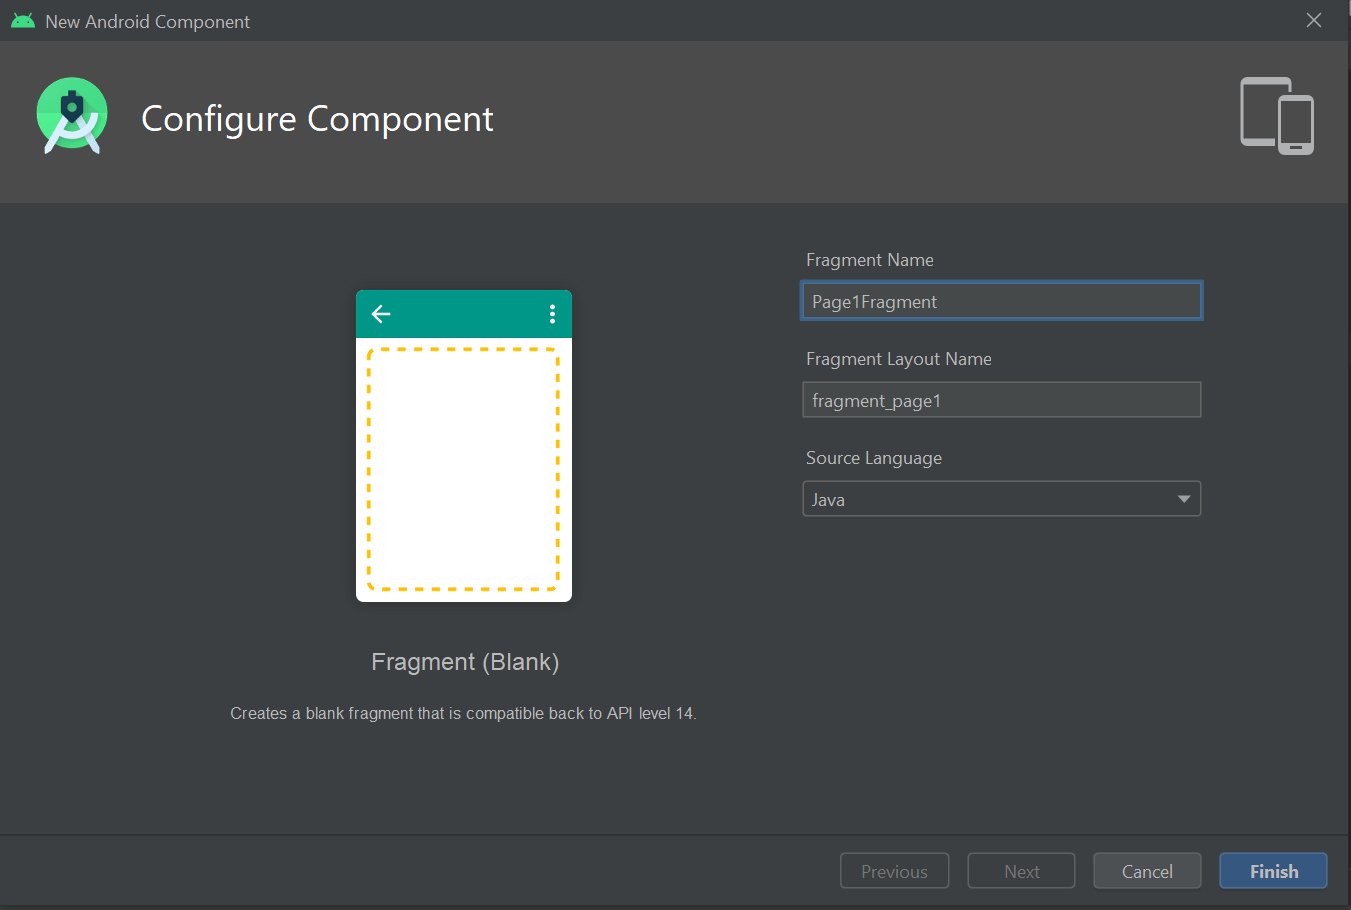 New Android Component
Configure Component
Fragment Name
Page1Fragment
Fragment Layout Name
fragment_page1
Source Language
Java
Fragment (Blank)
Creates a blank fragment that is compatible back to API level 14.
Previous
Next
Cancel
Finish